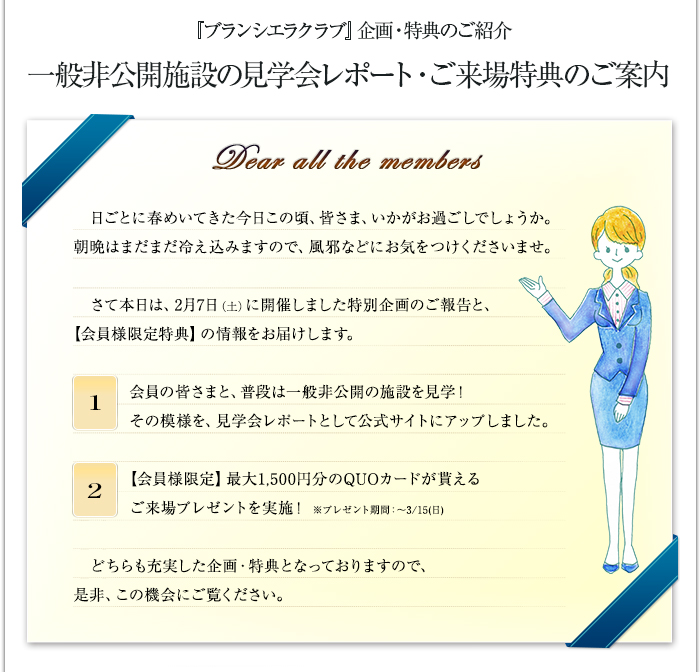 『ブランシエラクラブ』企画・特典のご紹介
一般非公開施設の見学会レポート・ご来場特典のご案内
Dear all the members
日ごとに春めいてきた今日この頃、皆さま、いかがお過ごしでしょうか。
朝晩はまだまだ冷え込みますので、風邪などにお気をつけくださいませ。
さて本日は、2月7日（土）に開催しました特別企画のご報告と、
【会員様限定特典】の情報をお届けします。
1
会員の皆さまと、普段は一般非公開の施設を見学！
その模様を、見学会レポートとして公式サイトにアップしました。
2
【会員様限定】最大1,500円分のQUOカードが貰える
ご来場プレゼントを実施！ ※プレゼント期間：～3/15(日)
どちらも充実した企画・特典となっておりますので、
是非、この機会にご覧ください。